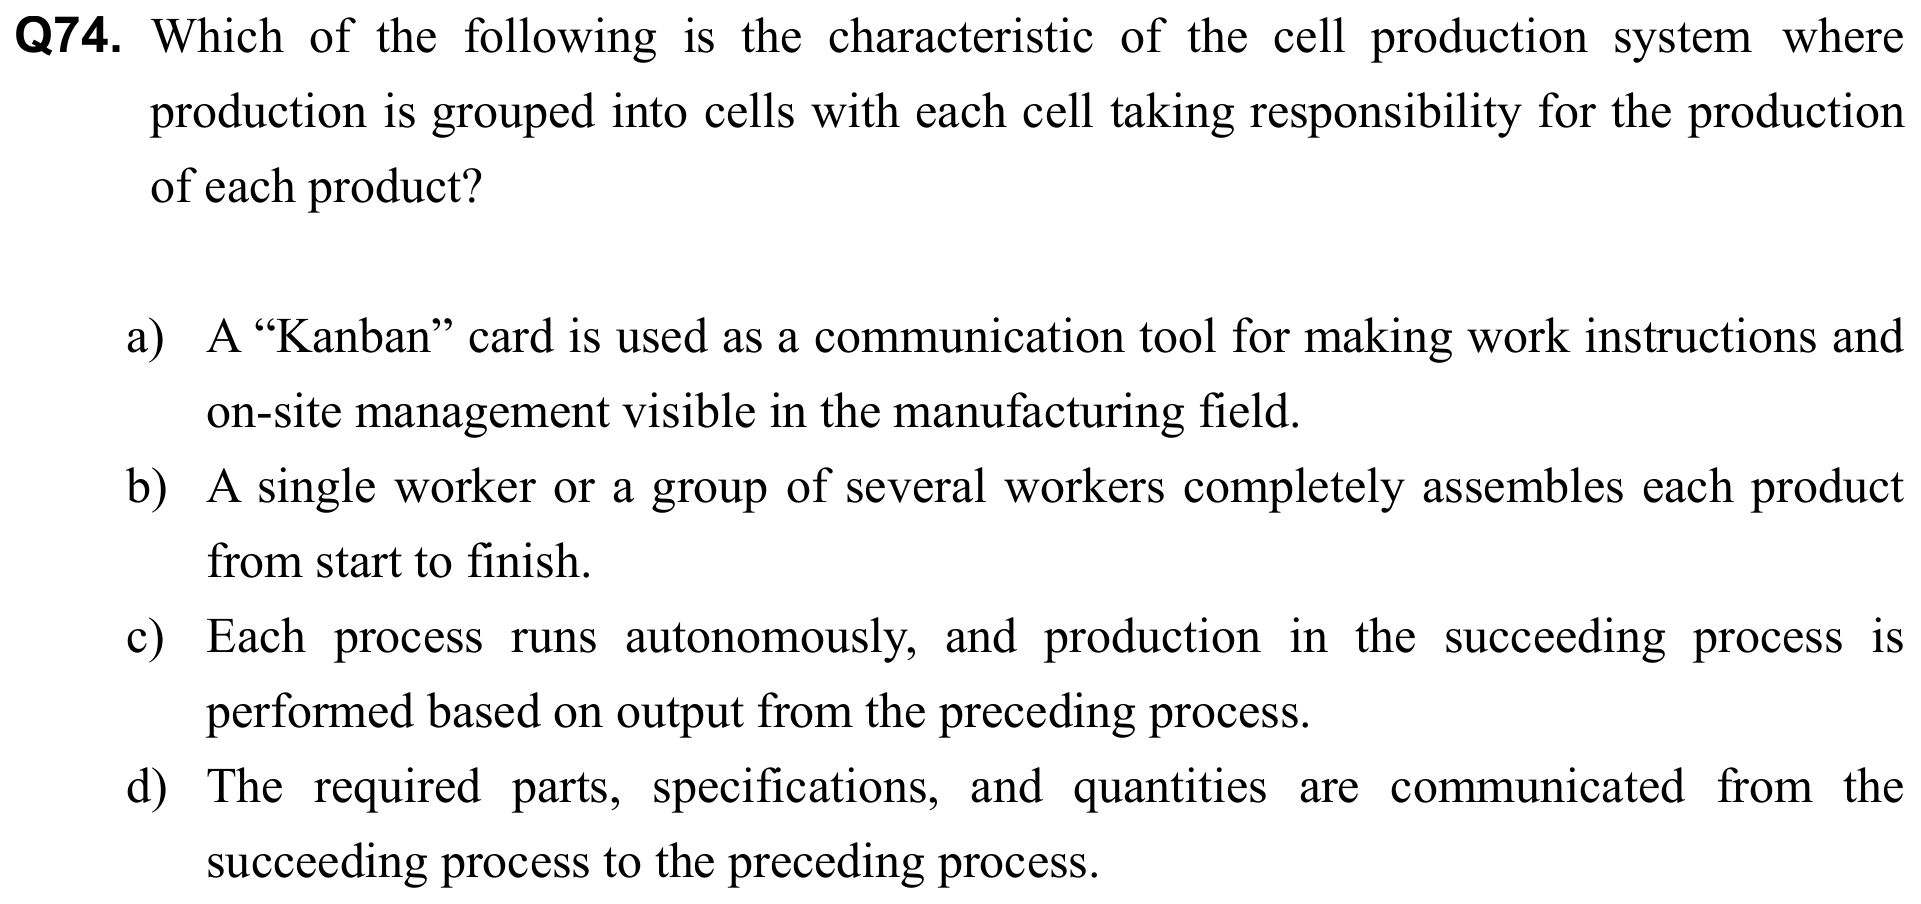 Q74. Which of the following is the characteristic of the cell production system where
production is grouped into cells with each cell taking responsibility for the production
of each product?
a) A “Kanban” card is used as a communication tool for making work instructions and
on-site management visible in the manufacturing field.
b) A single worker or a group of several workers completely assembles each product
from start to finish.
c) Each process runs autonomously, and production in the succeeding process is
performed based on output from the preceding process.
d) The required parts, specifications, and quantities are communicated from the
succeeding process to the preceding process.